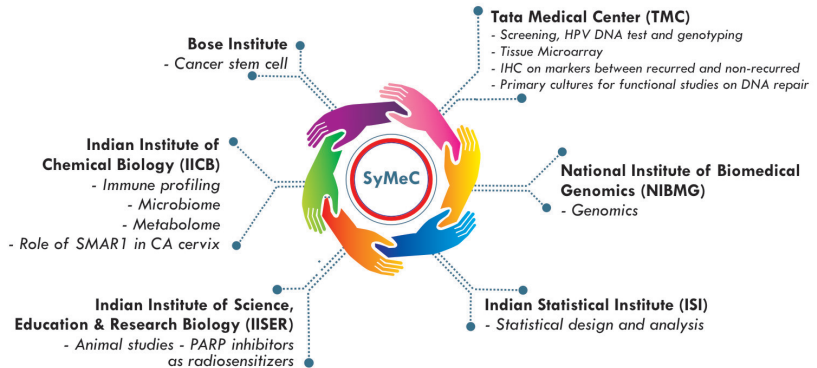 Bose Institute
- Cancer stem cell
Tata Medical Center (TMC)
- Screening, HPV DNA test and genotyping
- Tissue Microarray
- IHC on markers between recurred and non-recurred
- Primary cultures for functional studies on DNA repair
Indian Institute of
Chemical Biology (IICB)
- Immune profiling
- Microbiome
- Metabolome
- Role of SMAR1 in CA cervix
SyMeC
National Institute of Biomedical
Genomics (NIBMG)
- Genomics
Indian Institute of Science,
Education & Research Biology (IISER)
- Animal studies - PARP inhibitors
as radiosensitizers
Indian Statistical Institute (ISI)
- Statistical design and analysis